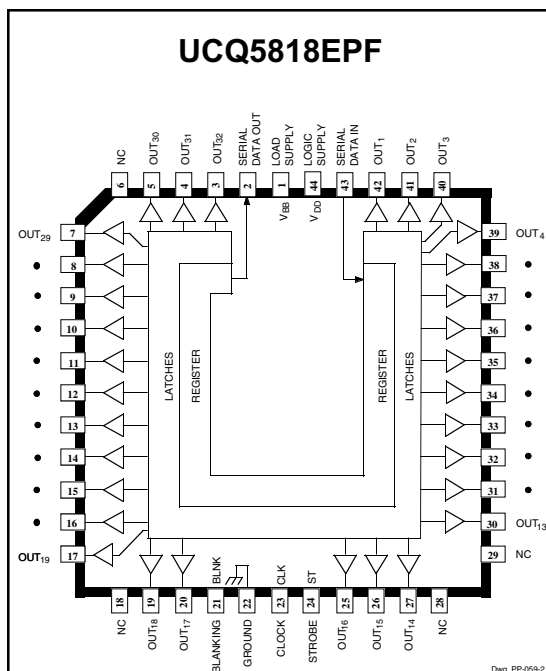 UCQ5818EPF
NC
OUT30
OUT31
OUT32
SERIAL
DATA OUT
LOAD
SUPPLY
LOGIC
SUPPLY
SERIAL
DATA IN
OUT1
OUT2
OUT3
6
5
4
3
2
1
44
43
42
41
40
VBB
VDD
OUT29
7
39
OUT4
8
38
9
37
10
36
11
35
12
34
13
33
14
32
15
31
16
30
OUT13
OUT19
17
29
NC
LATCHES
REGISTER
REGISTER
LATCHES
BLNK
CLK
ST
18
19
20
21
22
23
24
25
26
27
28
NC
OUT18
OUT17
BLANKING
GROUND
CLOCK
STROBE
OUT16
OUT15
OUT14
NC
Dwg. PP-059-2